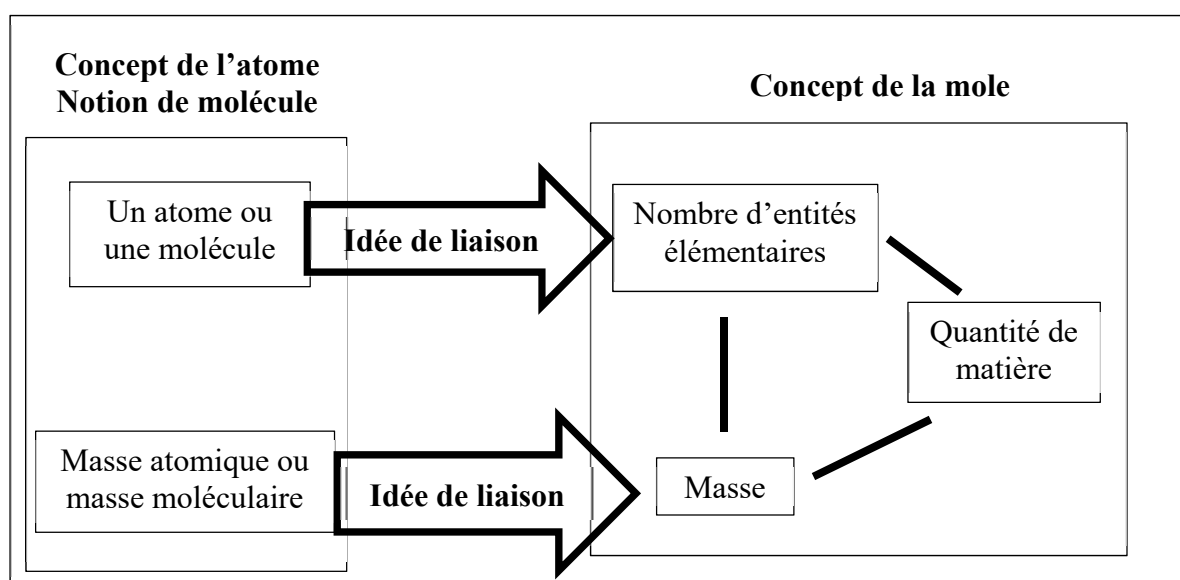 Concept de l’atome
Notion de molécule
Concept de la mole
Un atome ou
une molécule
Idée de liaison
Nombre d’entités
élémentaires
Quantité de
matière
Masse atomique ou
masse moléculaire
Idée de liaison
Masse